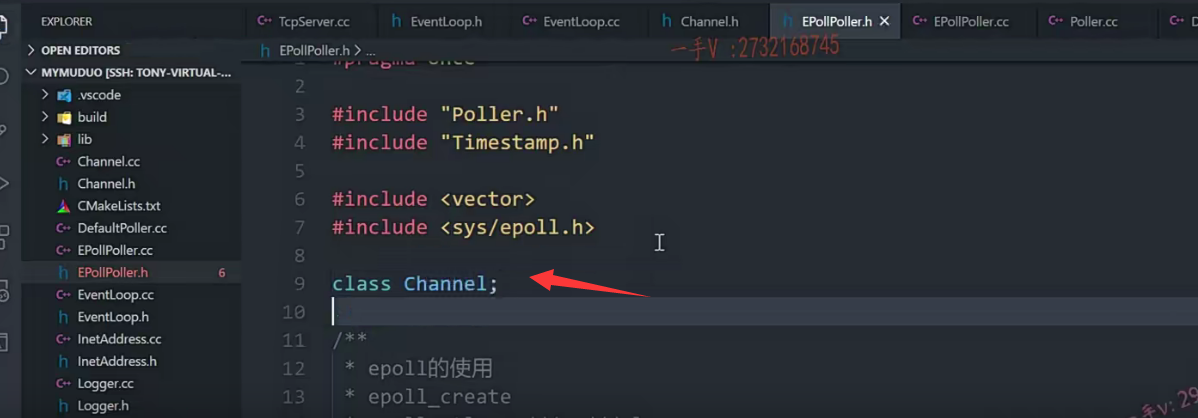 EXPLORER
TcpServer.cc
EventLoop.h
EventLoop.cc
Channel.h
EPollPoller.h
EPollPoller.cc
Poller.cc
OPEN EDITORS
EPollPoller.h > ...
一手V :2732168745
MYMUDUO [SSH: TONY-VIRTUAL-...
.vscode
build
lib
Channel.cc
Channel.h
CMakeLists.txt
DefaultPoller.cc
EPollPoller.cc
EPollPoller.h 6
EventLoop.cc
EventLoop.h
InetAddress.cc
InetAddress.h
Logger.cc
Logger.h
1 #pragma once
2
3 #include "Poller.h"
4 #include "Timestamp.h"
5
6 #include <vector>
7 #include <sys/epoll.h>
8
9 class Channel;
10
11 /**
12 * epoll的使用
13 * epoll_create
手V: 29